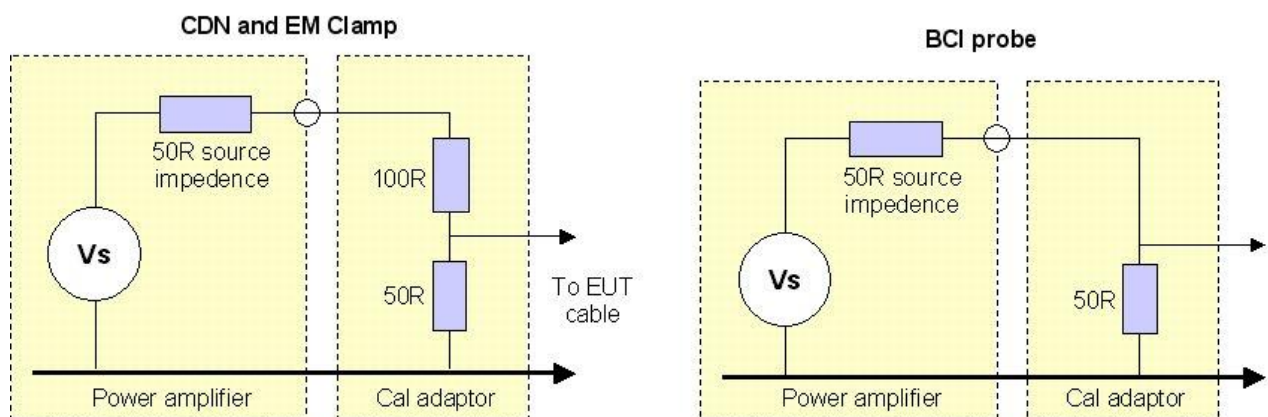 CDN and EM Clamp
50R source
impedence
100R
Vs
50R
To EUT
cable
Power amplifier
Cal adaptor
BCI probe
50R source
impedence
Vs
50R
Power amplifier
Cal adaptor